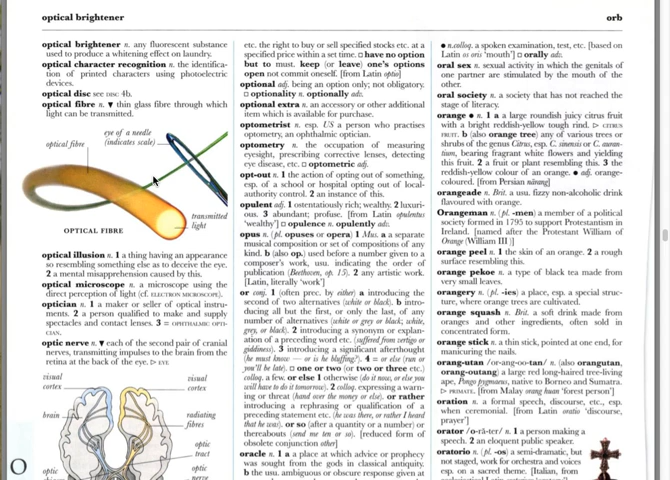 optical brightener
orb
optical brightener n. any fluorescent substance
used to produce a whitening effect on laundry.
optical character recognition n. the identifica-
tion of printed characters using photoelectric
devices.
optical disc see DISC 4b.
optical fibre n. ▼ thin glass fibre through which
light can be transmitted.
eye of a needle
(indicates scale)
optical fibre
transmitted
light
OPTICAL FIBRE
optical illusion n. 1 a thing having an appearance
so resembling something else as to deceive the eye.
2 a mental misapprehension caused by this.
optical microscope n. a microscope using the
direct perception of light (cf. ELECTRON MICROSCOPE).
optician n. 1 a maker or seller of optical instru-
ments. 2 a person qualified to make and supply
spectacles and contact lenses. 3 = OPHTHALMIC OPTI-
CIAN.
optic nerve n. ▼ each of the second pair of cranial
nerves, transmitting impulses to the brain from the
retina at the back of the eye. ▷ EYE
visual
cortex
visual
cortex
brain
radiating
fibres
optic
tract
optic
optic
nerve
O
etc. the right to buy or sell specified stocks etc. at a
specified price within a set time. □ have no option
but to must. keep (or leave) one's options
open not commit oneself. [from Latin optio]
optional adj. being an option only; not obligatory.
□ optionality n. optionally adv.
optional extra n. an accessory or other additional
item which is available for purchase.
optometrist n. esp. US a person who practises
optometry, an ophthalmic optician.
optometry n. the occupation of measuring
eyesight, prescribing corrective lenses, detecting
eye disease, etc. □ optometric adj.
opt-out n. 1 the action of opting out of something,
esp. of a school or hospital opting out of local-
authority control. 2 an instance of this.
opulent adj. 1 ostentatiously rich; wealthy. 2 luxuri-
ous. 3 abundant; profuse. [from Latin opulentus
'wealthy'] □ opulence n. opulently adv.
opus n. (pl. opuses or opera) 1 Mus. a a separate
musical composition or set of compositions of any
kind. b (also op.) used before a number given to a
composer's work, usu. indicating the order of
publication (Beethoven, op. 15). 2 any artistic work.
[Latin, literally 'work']
or conj. 1 (often prec. by either) a introducing the
second of two alternatives (white or black). b intro-
ducing all but the first, or only the last, of any
number of alternatives (white or grey or black; white,
grey, or black). 2 introducing a synonym or explan-
ation of a preceding word etc. (suffered from vertigo or
giddiness). 3 introducing a significant afterthought
(he must know — or is he bluffing?). 4 = or else (run or
you'll be late). □ one or two (or two or three etc.)
colloq. a few. or else 1 otherwise (do it now, or else you
will have to do it tomorrow). 2 colloq. expressing a warn-
ing or threat (hand over the money or else). or rather
introducing a rephrasing or qualification of a
preceding statement etc. (he was there, or rather I heard
that he was). or so (after a quantity or a number) or
thereabouts (send me ten or so). [reduced form of
obsolete conjunction other]
oracle n. 1 a a place at which advice or prophecy
was sought from the gods in classical antiquity.
b the usu. ambiguous or obscure response given at
● n.colloq. a spoken examination, test, etc. [based on
Latin os oris 'mouth'] □ orally adv.
oral sex n. sexual activity in which the genitals of
one partner are stimulated by the mouth of the
other.
oral society n. a society that has not reached the
stage of literacy.
orange ● n. 1 a a large roundish juicy citrus fruit
with a bright reddish-yellow tough rind. ▷ CITRUS
FRUIT. b (also orange tree) any of various trees or
shrubs of the genus Citrus, esp. C. sinensis or C. auran-
tium, bearing fragrant white flowers and yielding
this fruit. 2 a fruit or plant resembling this. 3 the
reddish-yellow colour of an orange. ● adj. orange-
coloured. [from Persian nārang]
orangeade n. Brit. a usu. fizzy non-alcoholic drink
flavoured with orange.
Orangeman n. (pl. -men) a member of a political
society formed in 1795 to support Protestantism in
Ireland. [named after the Protestant William of
Orange (William III)]
orange peel n. 1 the skin of an orange. 2 a rough
surface resembling this.
orange pekoe n. a type of black tea made from
very small leaves.
orangery n. (pl. -ies) a place, esp. a special struc-
ture, where orange trees are cultivated.
orange squash n. Brit. a soft drink made from
oranges and other ingredients, often sold in
concentrated form.
orange stick n. a thin stick, pointed at one end, for
manicuring the nails.
orang-utan /or-ang-oo-tan/ n. (also orangutan,
orang-outang) a large red long-haired tree-living
ape, Pongo pygmaeus, native to Borneo and Sumatra.
▷ PRIMATE. [from Malay orang hutan 'forest person']
oration n. a formal speech, discourse, etc., esp.
when ceremonial. [from Latin oratio 'discourse,
prayer']
orator /o-ră-ter/ n. 1 a person making a
speech. 2 an eloquent public speaker.
oratorio n. (pl. -os) a semi-dramatic, but
not staged, work for orchestra and voices
esp. on a sacred theme. [Italian, from